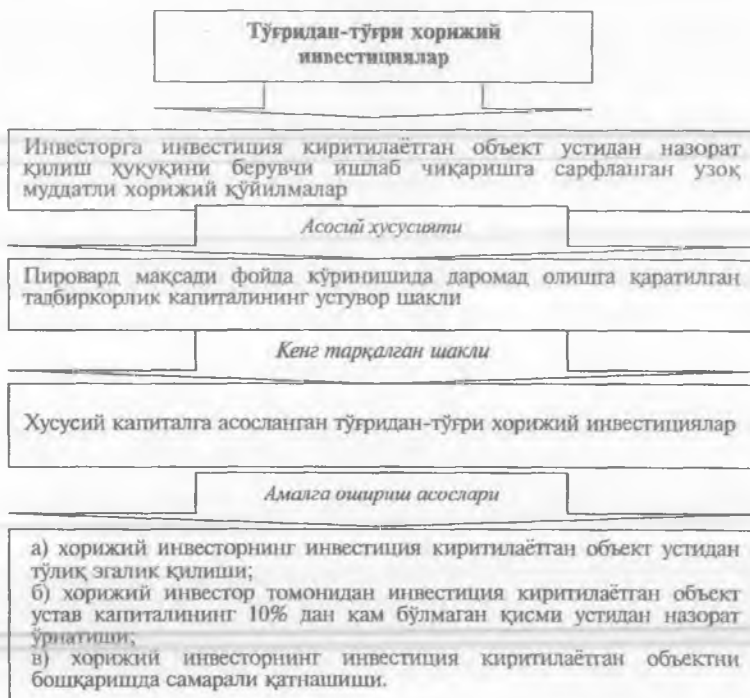 Тўғридан-тўғри хорижий
инвестициялар
Инвесторга инвестиция киритилаётган объект устидан назорат
қилиш ҳуқуқини берувчи ишлаб чиқаришга сарфланган узоқ
муддатли хорижий қўйилмалар
Асосий хусусияти
Пировард мақсади фойда кўринишида даромад олишга қаратилган
тадбиркорлик капиталининг устувор шакли
Кенг тарқалган шакли
Хусусий капиталга асосланган тўғридан-тўғри хорижий инвестициялар
Амалга ошириш асослари
а) хорижий инвесторнинг инвестиция киритилаётган объект устидан
тўлиқ эгалик қилиши;
б) хорижий инвестор томонидан инвестиция киритилаётган объект
устав капиталининг 10% дан кам бўлмаган қисми устидан назорат
ўрнатиши;
в) хорижий инвесторнинг инвестиция киритилаётган объектни
бошқаришда самарали қатнашиши.